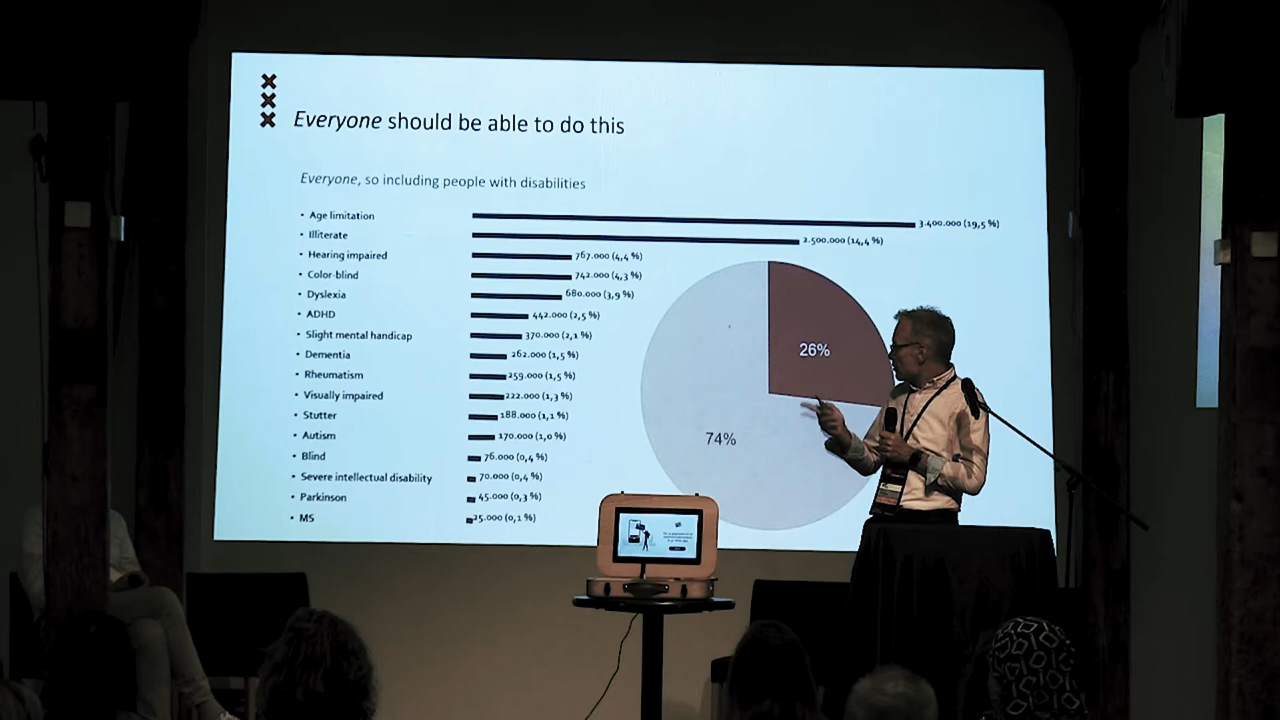 Everyone should be able to do this
Everyone, so including people with disabilities
• Age limitation 3.400.000 (19,5 %)
• Illiterate 2.500.000 (14,4 %)
• Hearing impaired 767.000 (4,4 %)
• Color-blind 742.000 (4,3 %)
• Dyslexia 680.000 (3,9 %)
• ADHD 442.000 (2,5 %)
• Slight mental handicap 370.000 (2,1 %)
• Dementia 262.000 (1,5 %)
• Rheumatism 259.000 (1,5 %)
• Visually impaired 222.000 (1,3 %)
• Stutter 188.000 (1,1 %)
• Autism 170.000 (1,0 %)
• Blind 76.000 (0,4 %)
• Severe intellectual disability 70.000 (0,4 %)
• Parkinson 45.000 (0,3 %)
• MS 25.000 (0,1 %)
26%
74%